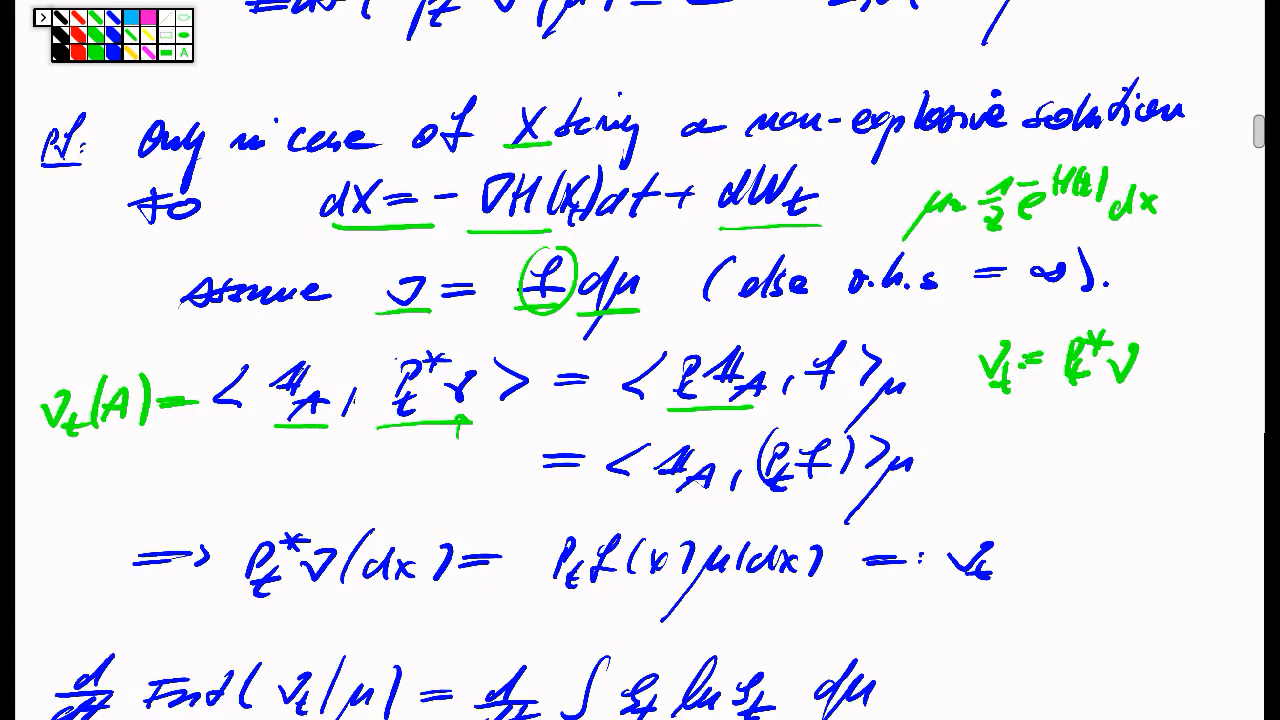 Pf: Only in case of X being a non-explosive solution
to dX = - ∇H(X_t)dt + dW_t μ~ 1/Z e^{-H(x)} dx
Assume ν = f dμ (else r.h.s = ∞).
ν_t(A) = < 1_A, P_t^* ν > = < P_t 1_A, f >_μ ν_t = P_t^* ν
= < 1_A, (P_t f) >_μ
=> P_t^* ν(dx) = P_t f(x) μ(dx) =: ν_t
d/dt Ent( ν_t | μ ) = d/dt ∫ ρ_t ln ρ_t dμ